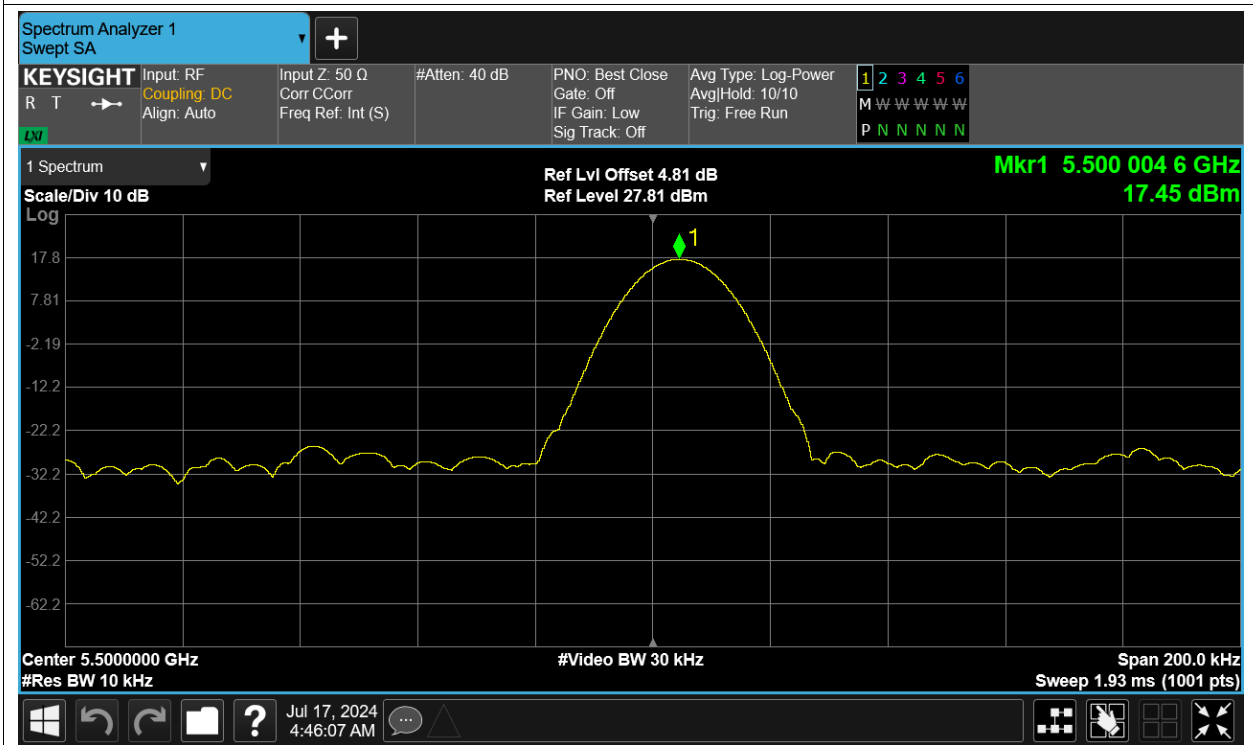 Spectrum Analyzer 1
Swept SA
KEYSIGHT
R T
LXI
Input: RF
Coupling: DC
Align: Auto
Input Z: 50 Ω
Corr CCorr
Freq Ref: Int (S)
#Atten: 40 dB
PNO: Best Close
Gate: Off
IF Gain: Low
Sig Track: Off
Avg Type: Log-Power
Avg|Hold: 10/10
Trig: Free Run
1 2 3 4 5 6
M W W W W W
P N N N N N
1 Spectrum
Scale/Div 10 dB
Log
Ref Lvl Offset 4.81 dB
Ref Level 27.81 dBm
Mkr1 5.500 004 6 GHz
17.45 dBm
1
17.8
7.81
-2.19
-12.2
-22.2
-32.2
-42.2
-52.2
-62.2
Center 5.5000000 GHz
#Res BW 10 kHz
#Video BW 30 kHz
Span 200.0 kHz
Sweep 1.93 ms (1001 pts)
?
Jul 17, 2024
4:46:07 AM